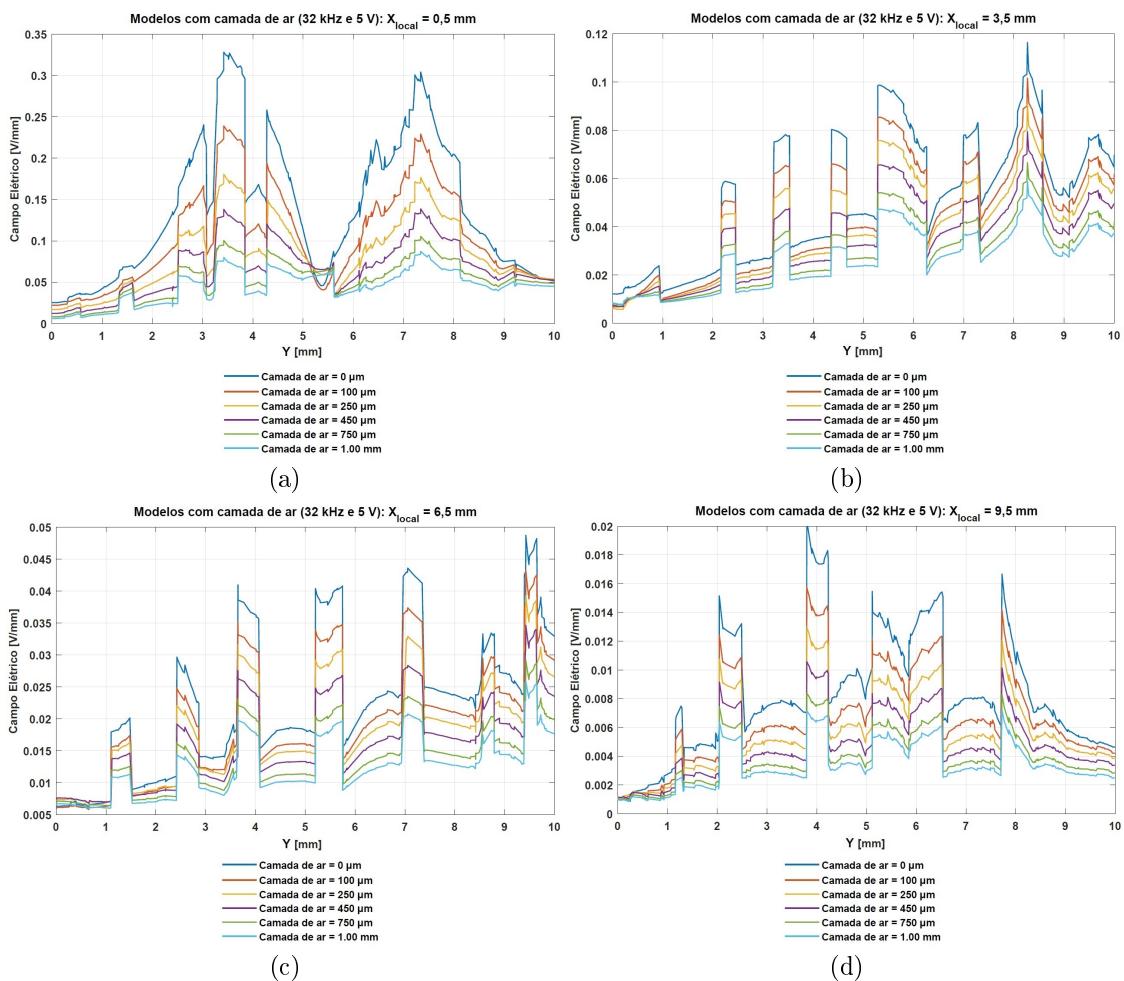 Modelos com camada de ar (32 kHz e 5 V): X_local = 0,5 mm
Campo Elétrico [V/mm]
0.35
0.3
0.25
0.2
0.15
0.1
0.05
0
0 1 2 3 4 5 6 7 8 9 10
Y [mm]
Camada de ar = 0 µm
Camada de ar = 100 µm
Camada de ar = 250 µm
Camada de ar = 450 µm
Camada de ar = 750 µm
Camada de ar = 1.00 mm
(a)
Modelos com camada de ar (32 kHz e 5 V): X_local = 3,5 mm
Campo Elétrico [V/mm]
0.12
0.1
0.08
0.06
0.04
0.02
0
0 1 2 3 4 5 6 7 8 9 10
Y [mm]
Camada de ar = 0 µm
Camada de ar = 100 µm
Camada de ar = 250 µm
Camada de ar = 450 µm
Camada de ar = 750 µm
Camada de ar = 1.00 mm
(b)
Modelos com camada de ar (32 kHz e 5 V): X_local = 6,5 mm
Campo Elétrico [V/mm]
0.05
0.045
0.04
0.035
0.03
0.025
0.02
0.015
0.01
0.005
0 1 2 3 4 5 6 7 8 9 10
Y [mm]
Camada de ar = 0 µm
Camada de ar = 100 µm
Camada de ar = 250 µm
Camada de ar = 450 µm
Camada de ar = 750 µm
Camada de ar = 1.00 mm
(c)
Modelos com camada de ar (32 kHz e 5 V): X_local = 9,5 mm
Campo Elétrico [V/mm]
0.02
0.018
0.016
0.014
0.012
0.01
0.008
0.006
0.004
0.002
0
0 1 2 3 4 5 6 7 8 9 10
Y [mm]
Camada de ar = 0 µm
Camada de ar = 100 µm
Camada de ar = 250 µm
Camada de ar = 450 µm
Camada de ar = 750 µm
Camada de ar = 1.00 mm
(d)